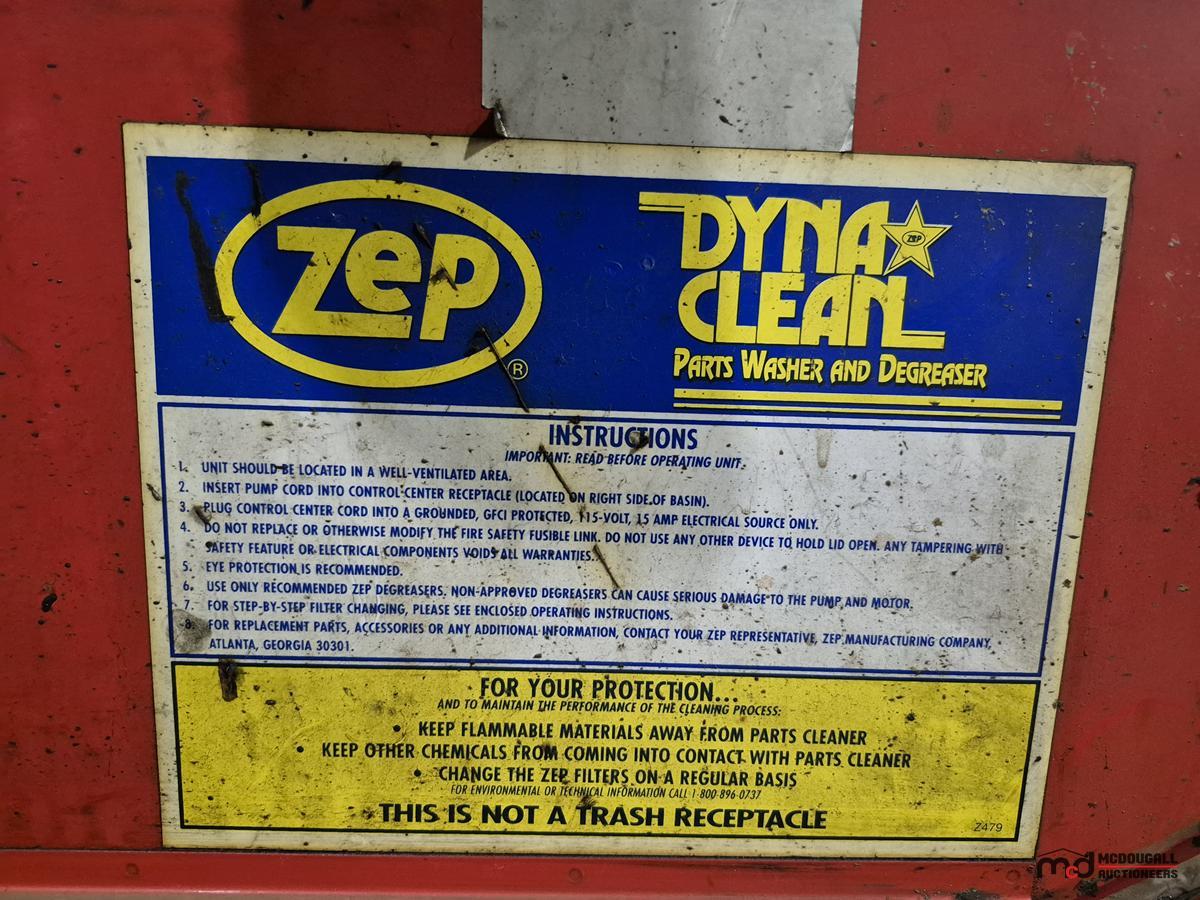 Zep
®
DYNA
Zep
CLEAN
PARTS WASHER AND DEGREASER
INSTRUCTIONS
IMPORTANT: READ BEFORE OPERATING UNIT.
1. UNIT SHOULD BE LOCATED IN A WELL-VENTILATED AREA.
2. INSERT PUMP CORD INTO CONTROL CENTER RECEPTACLE (LOCATED ON RIGHT SIDE OF BASIN).
3. PLUG CONTROL CENTER CORD INTO A GROUNDED, GFCI PROTECTED, 115-VOLT, 15 AMP ELECTRICAL SOURCE ONLY.
4. DO NOT REPLACE OR OTHERWISE MODIFY THE FIRE SAFETY FUSIBLE LINK. DO NOT USE ANY OTHER DEVICE TO HOLD LID OPEN. ANY TAMPERING WITH
SAFETY FEATURE OR ELECTRICAL COMPONENTS VOIDS ALL WARRANTIES.
5. EYE PROTECTION IS RECOMMENDED.
6. USE ONLY RECOMMENDED ZEP DEGREASERS. NON-APPROVED DEGREASERS CAN CAUSE SERIOUS DAMAGE TO THE PUMP AND MOTOR.
7. FOR STEP-BY-STEP FILTER CHANGING, PLEASE SEE ENCLOSED OPERATING INSTRUCTIONS.
8. FOR REPLACEMENT PARTS, ACCESSORIES OR ANY ADDITIONAL INFORMATION, CONTACT YOUR ZEP REPRESENTATIVE, ZEP MANUFACTURING COMPANY,
ATLANTA, GEORGIA 30301.
FOR YOUR PROTECTION...
AND TO MAINTAIN THE PERFORMANCE OF THE CLEANING PROCESS:
• KEEP FLAMMABLE MATERIALS AWAY FROM PARTS CLEANER
• KEEP OTHER CHEMICALS FROM COMING INTO CONTACT WITH PARTS CLEANER
• CHANGE THE ZEP FILTERS ON A REGULAR BASIS
FOR ENVIRONMENTAL OR TECHNICAL INFORMATION CALL 1-800-896-0737
THIS IS NOT A TRASH RECEPTACLE
Z479
mcd MCDOUGALL
AUCTIONEERS